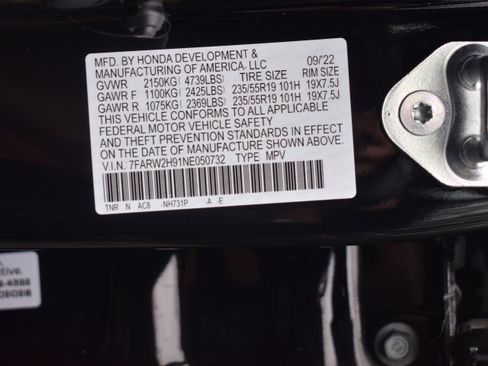 MFD. BY HONDA DEVELOPMENT & 09/'22
MANUFACTURING OF AMERICA, LLC
GVWR 2150KG( 4739LBS) TIRE SIZE RIM SIZE
GAWR F 1100KG( 2425LBS) 235/55R19 101H 19X7.5J
GAWR R 1075KG( 2369LBS) 235/55R19 101H 19X7.5J
THIS VEHICLE CONFORMS TO ALL APPLICABLE
FEDERAL MOTOR VEHICLE SAFETY
AND THEFT PREVENTION STANDARDS IN EFFECT
ON THE DATE OF MANUFACTURE SHOWN ABOVE.
V.I.N. 7FARW2H91NE050732 TYPE MPV
TNR N AC8 NH731P -A -E